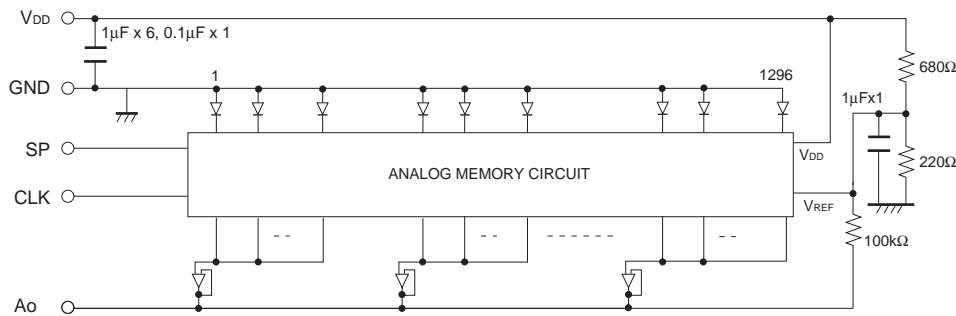 VDD
1μF x 6, 0.1μF x 1
GND
1
1296
680Ω
1μFx1
SP
VDD
220Ω
ANALOG MEMORY CIRCUIT
CLK
VREF
100kΩ
Ao